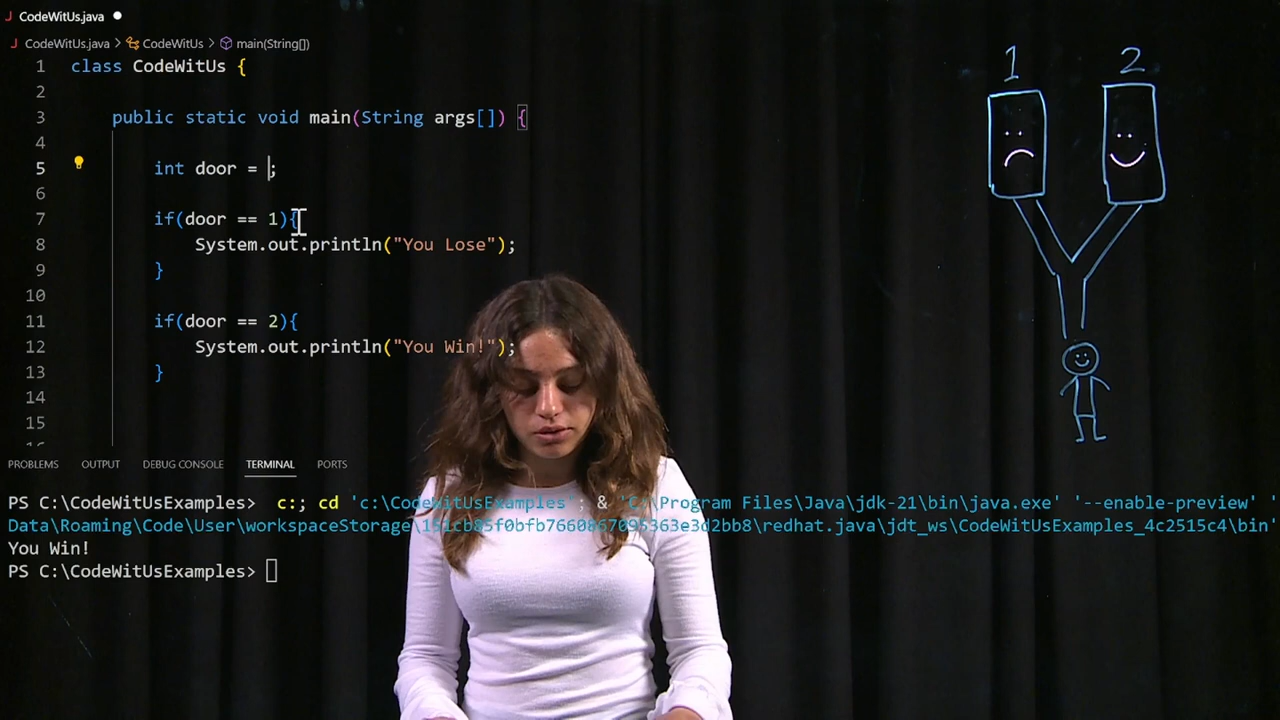 CodeWitUs.java
CodeWitUs.java > CodeWitUs > main(String[])
1 class CodeWitUs {
2
3 public static void main(String args[]) {
4
5 int door = ;
6
7 if(door == 1){
8 System.out.println("You Lose");
9 }
10
11 if(door == 2){
12 System.out.println("You Win!");
13 }
14
15
PROBLEMS OUTPUT DEBUG CONSOLE TERMINAL PORTS
PS C:\CodeWitUsExamples> c:; cd 'c:\CodeWitUsExamples'; & 'C:\Program Files\Java\jdk-21\bin\java.exe' '--enable-preview' '
Data\Roaming\Code\User\workspaceStorage\redhat.java\jdt_ws\CodeWitUsExamples_4c2515c4\bin'
You Win!
PS C:\CodeWitUsExamples>
1 2